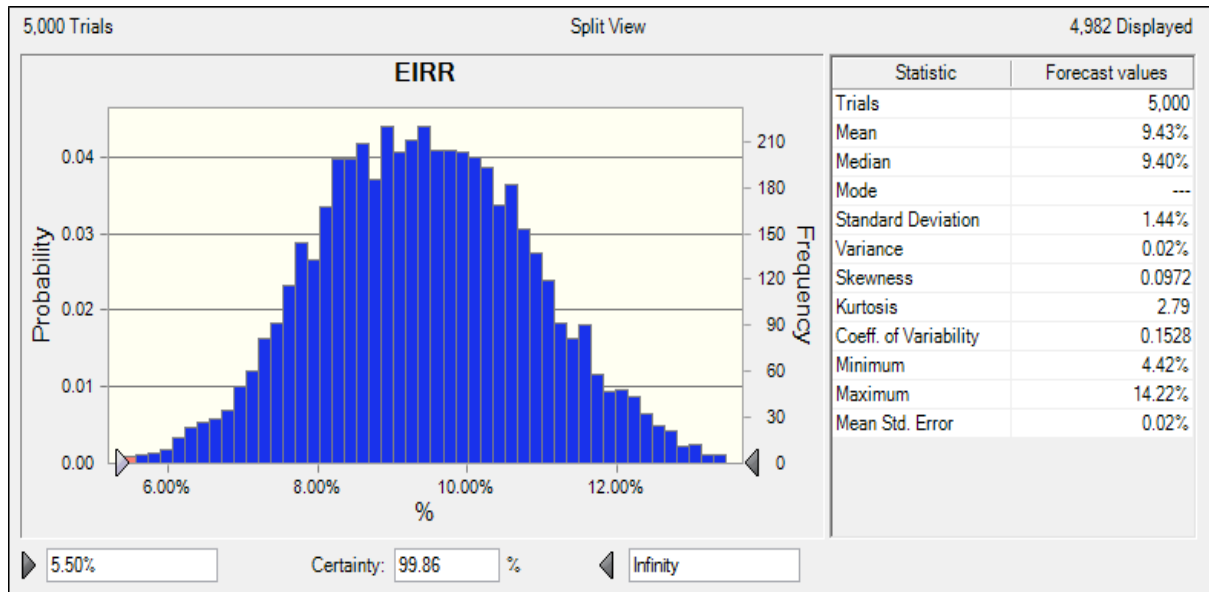 5,000 Trials Split View 4,982 Displayed
EIRR
Probability
0.04
0.03
0.02
0.01
0.00
210
180
150
120
90
60
30
0
Frequency
6.00% 8.00% 10.00% 12.00%
%
Statistic Forecast values
Trials 5,000
Mean 9.43%
Median 9.40%
Mode ---
Standard Deviation 1.44%
Variance 0.02%
Skewness 0.0972
Kurtosis 2.79
Coeff. of Variability 0.1528
Minimum 4.42%
Maximum 14.22%
Mean Std. Error 0.02%
5.50% Certainty: 99.86 % Infinity